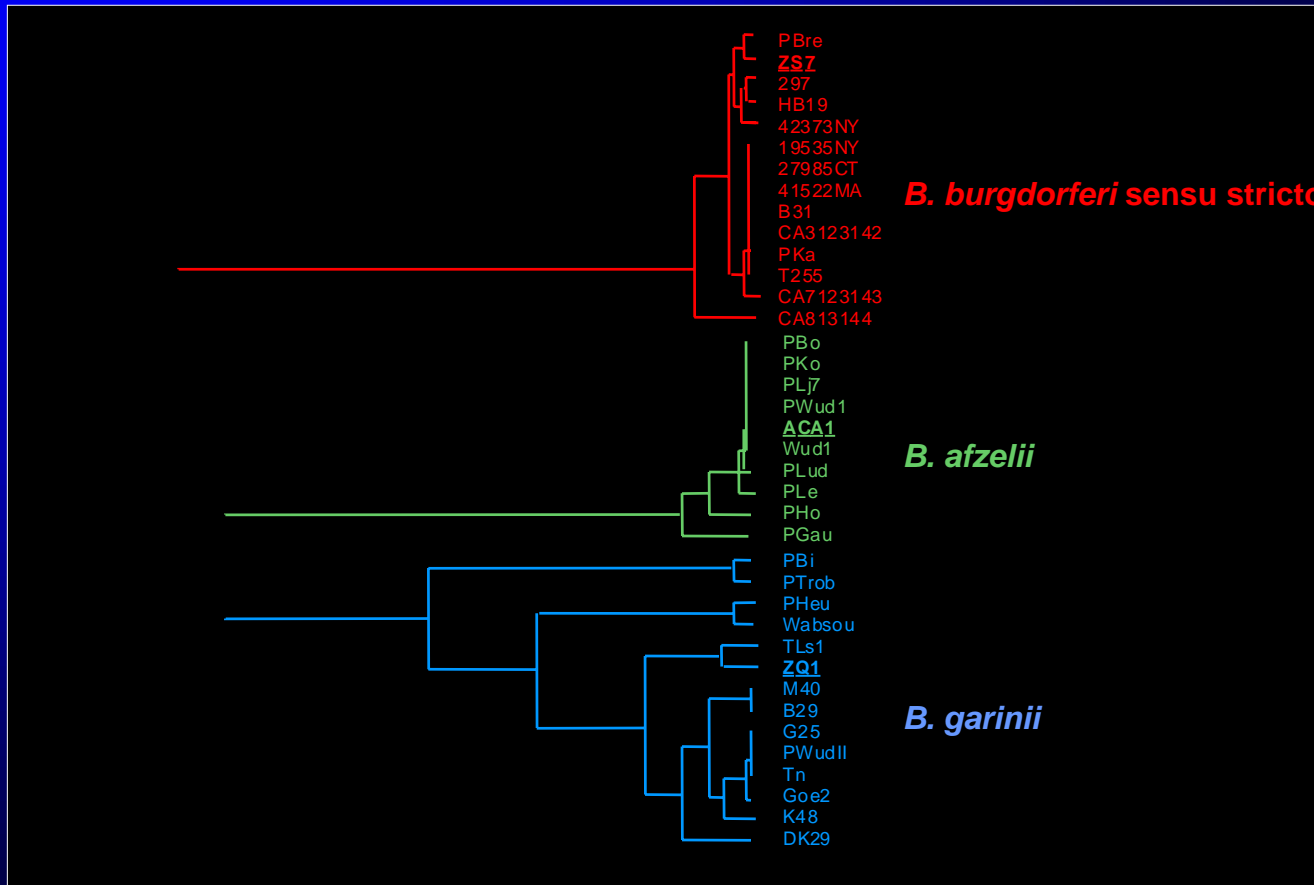 PBre
ZS7
297
HB19
42373NY
19535NY
27985CT
41522MA
B. burgdorferi sensu stricto
B31
CA3123142
PKa
T255
CA7123143
CA813144
PBo
PKo
PLj7
PWud1
ACA1
Wud1
B. afzelii
PLud
PLe
PHo
PGau
PBi
PTrob
PHeu
Wabsou
TLs1
ZQ1
M40
B29
B. garinii
G25
PWudII
Tn
Goe2
K48
DK29